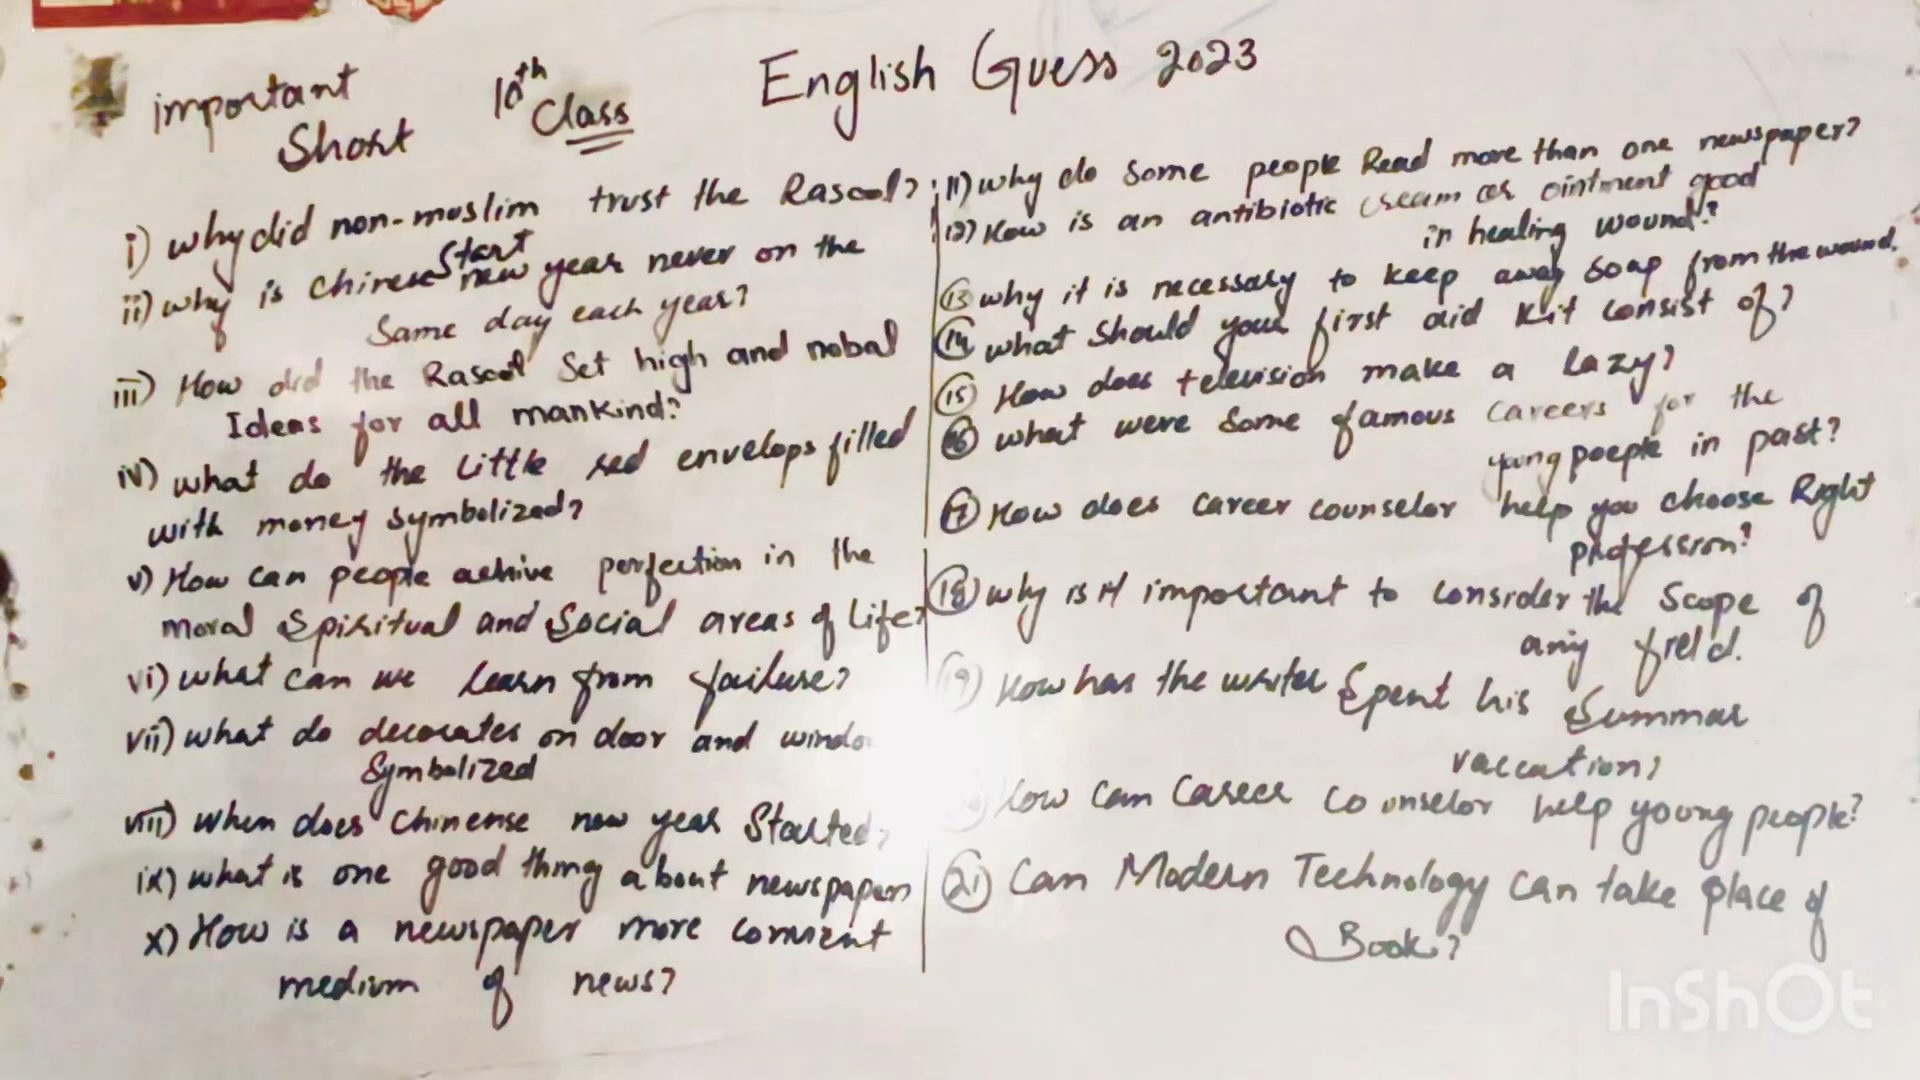 important
Short
10th
Class
English Guess 2023
i) why did non-muslim trust the Rasool?
Start
ii) why is chinese new year never on the
Same day each year?
iii) How did the Rasool Set high and nobal
Ideas for all mankind?
iv) what do the little red envelops filled
with money symbolized?
v) How can people achive perfection in the
moral Spiritual and Social areas of life?
vi) what can we learn from failure?
vii) what do decorates on door and windo
Symbolized
viii) when does chinense new year Started?
ix) what is one good thing about newspapers
x) How is a newspaper more convient
medium of news?
11) why do some people Read more than one newspaper?
12) How is an antibiotic cream or ointment good
in healing wound?
13 why it is necessary to keep away soap from the wound.
14 what should your first aid kit consist of?
15 How does television make a lazy?
16 what were some famous careers for the
young poeple in past?
17 How does career counselor help you choose Right
profession?
18 why is it important to consider the scope of
any field.
19) How has the writer Spent his Summar
vaccation?
How can career counselor help young people?
21) Can Modern Technology can take place of
Book?
InShOt